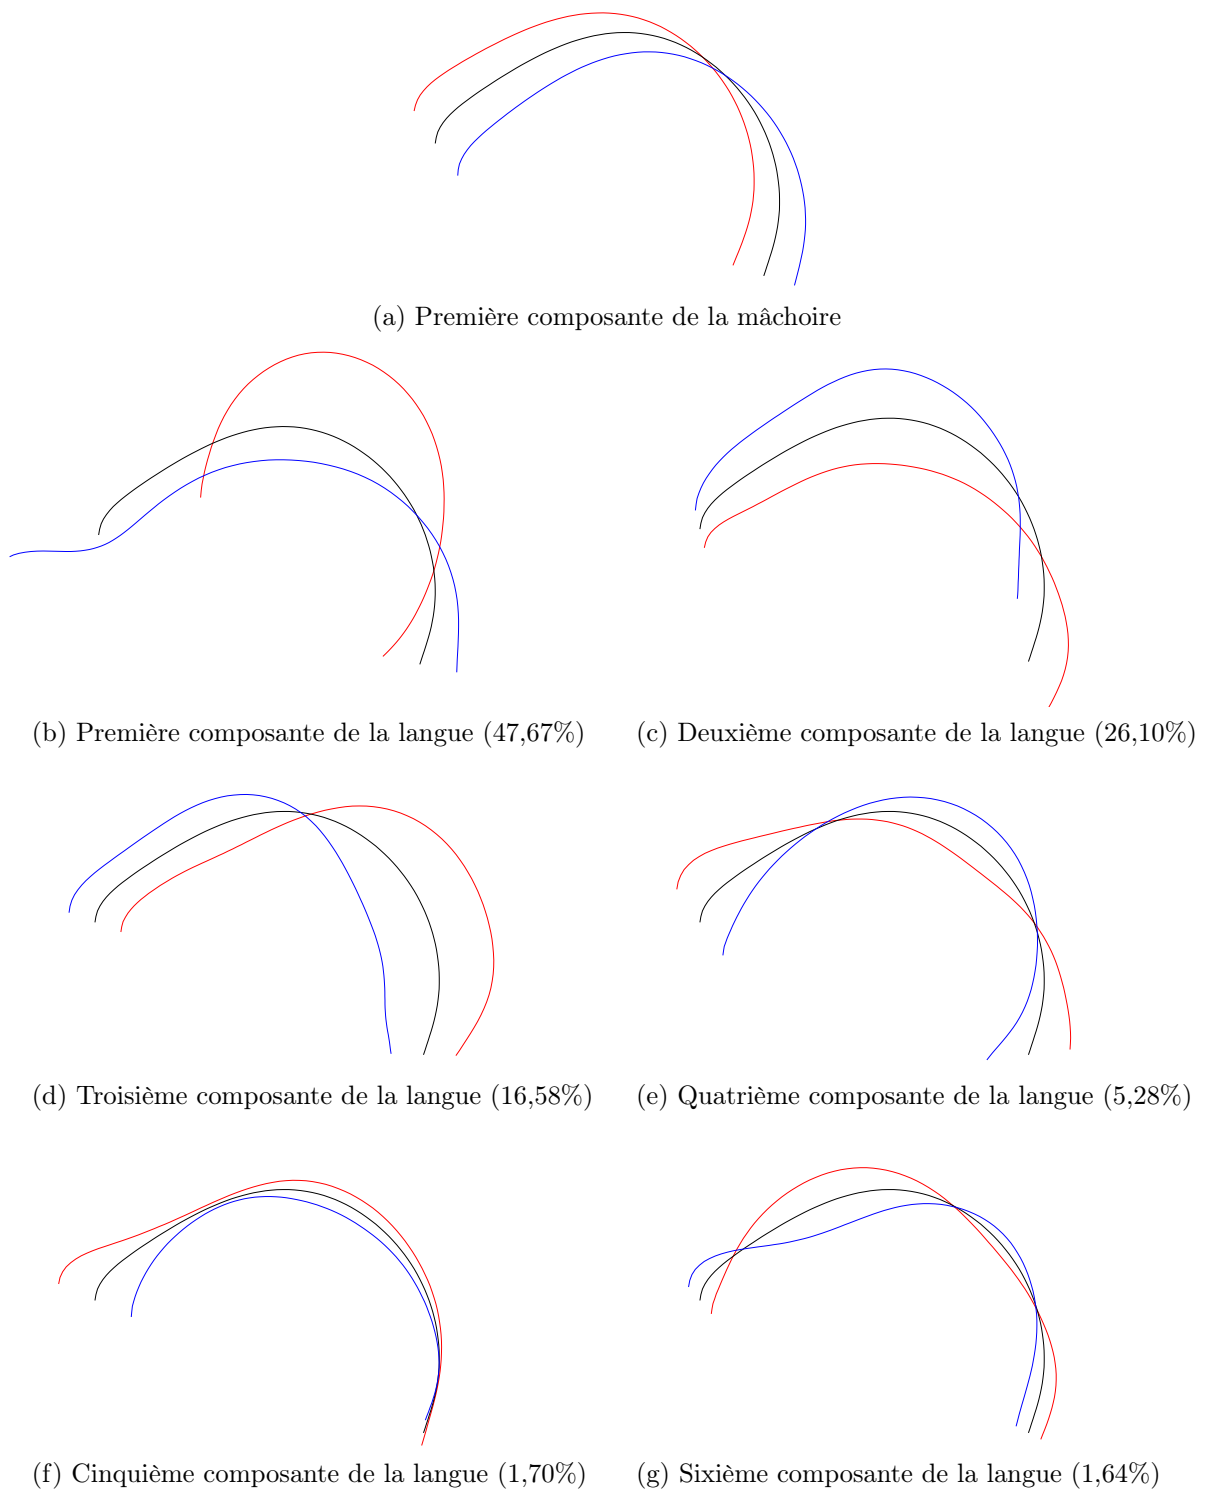 (a) Première composante de la mâchoire
(b) Première composante de la langue (47,67%)
(c) Deuxième composante de la langue (26,10%)
(d) Troisième composante de la langue (16,58%)
(e) Quatrième composante de la langue (5,28%)
(f) Cinquième composante de la langue (1,70%)
(g) Sixième composante de la langue (1,64%)